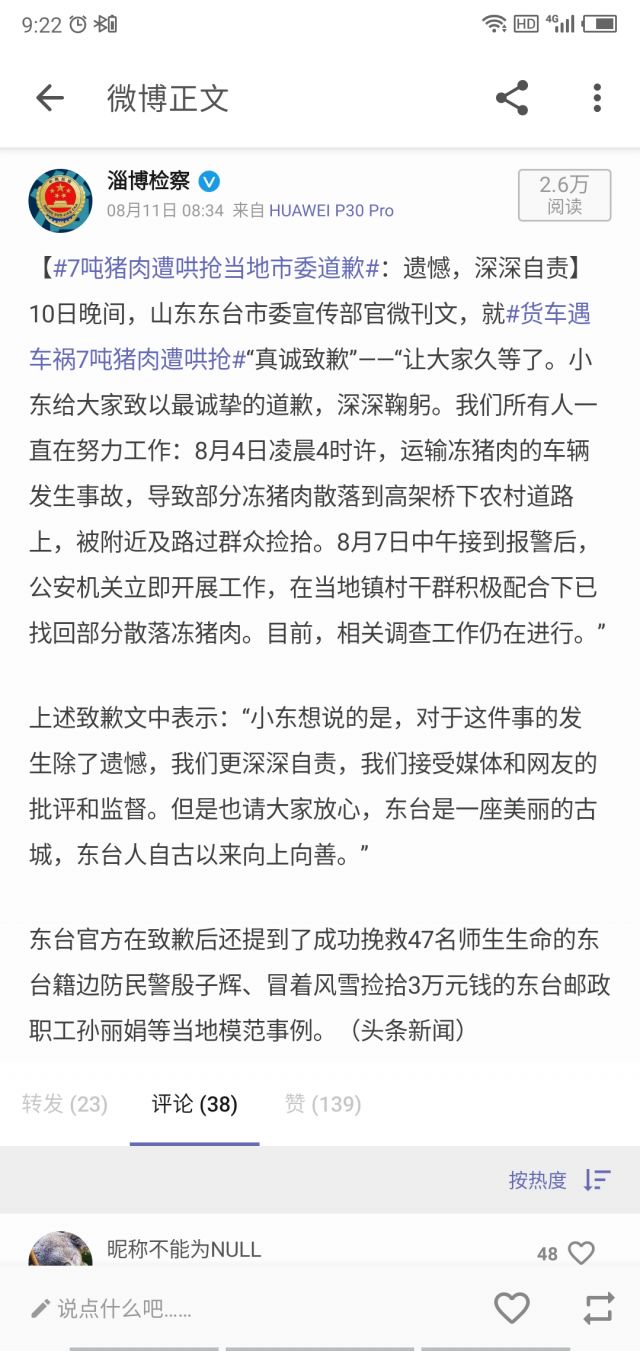 9:22
HD 4G
微博正文
淄博检察
08月11日 08:34 来自 HUAWEI P30 Pro
2.6万
阅读
【#7吨猪肉遭哄抢当地市委道歉#：遗憾，深深自责】
10日晚间，山东东台市委宣传部官微刊文，就#货车遇
车祸7吨猪肉遭哄抢#“真诚致歉”——“让大家久等了。小
东给大家致以最诚挚的道歉，深深鞠躬。我们所有人一
直在努力工作：8月4日凌晨4时许，运输冻猪肉的车辆
发生事故，导致部分冻猪肉散落到高架桥下农村道路
上，被附近及路过群众捡拾。8月7日中午接到报警后，
公安机关立即开展工作，在当地镇村干群积极配合下已
找回部分散落冻猪肉。目前，相关调查工作仍在进行。”
上述致歉文中表示：“小东想说的是，对于这件事的发
生除了遗憾，我们更深深自责，我们接受媒体和网友的
批评和监督。但是也请大家放心，东台是一座美丽的古
城，东台人自古以来向上向善。”
东台官方在致歉后还提到了成功挽救47名师生生命的东
台籍边防民警殷子辉、冒着风雪捡拾3万元钱的东台邮政
职工孙丽娟等当地模范事例。（头条新闻）
转发 (23) 评论 (38) 赞 (139)
按热度
昵称不能为NULL
48
说点什么吧......